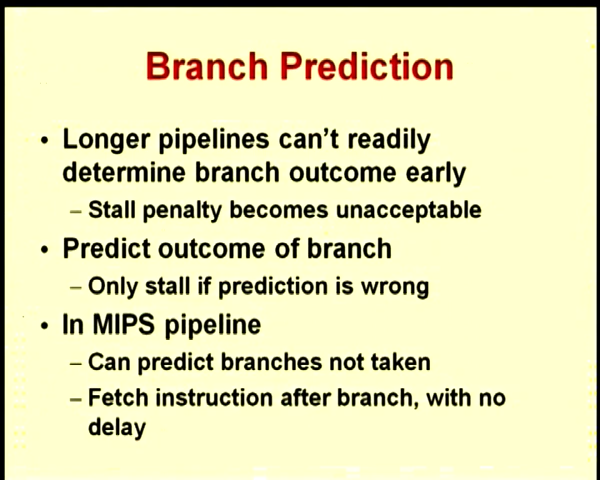 Branch Prediction
• Longer pipelines can't readily
determine branch outcome early
– Stall penalty becomes unacceptable
• Predict outcome of branch
– Only stall if prediction is wrong
• In MIPS pipeline
– Can predict branches not taken
– Fetch instruction after branch, with no
delay